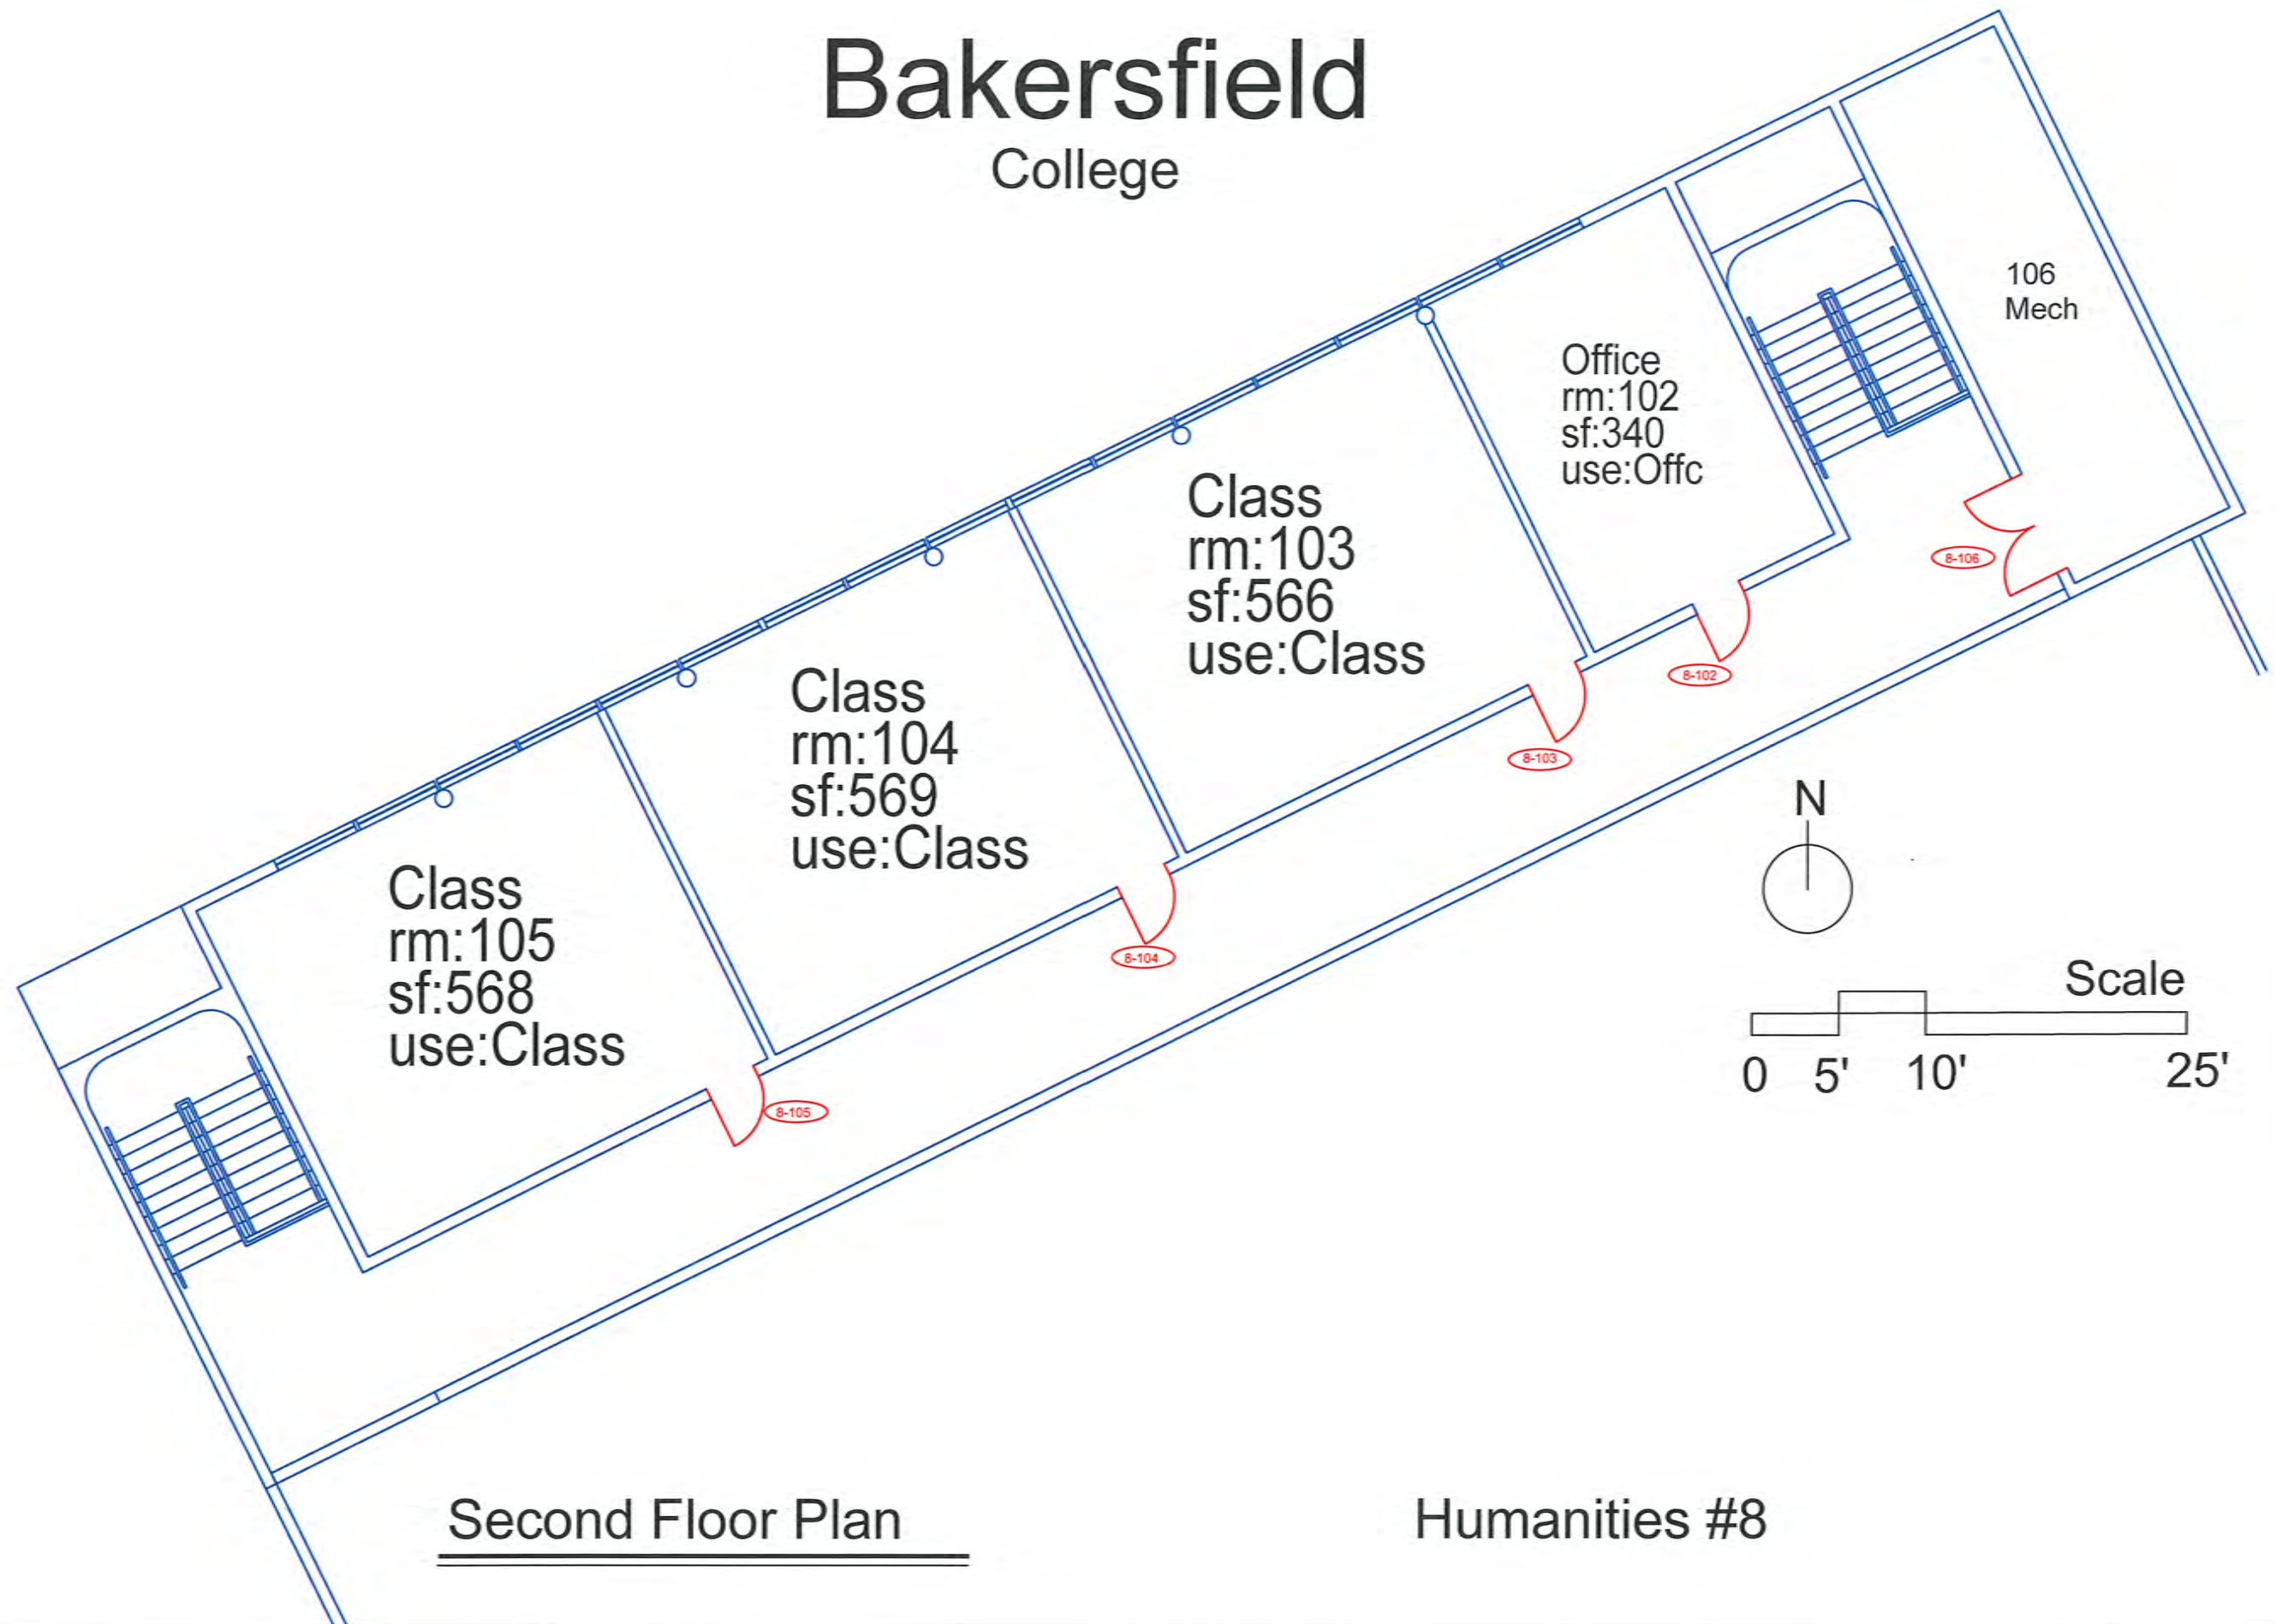 Bakersfield
College
106
Mech
Office
rm:102
sf:340
use:Offc
Class
rm:103
sf:566
use:Class
8-106
Class
rm:104
sf:569
use:Class
8-102
8-103
N
Class
rm:105
sf:568
use:Class
8-104
8-105
Scale
0 5' 10' 25'
Second Floor Plan
Humanities #8